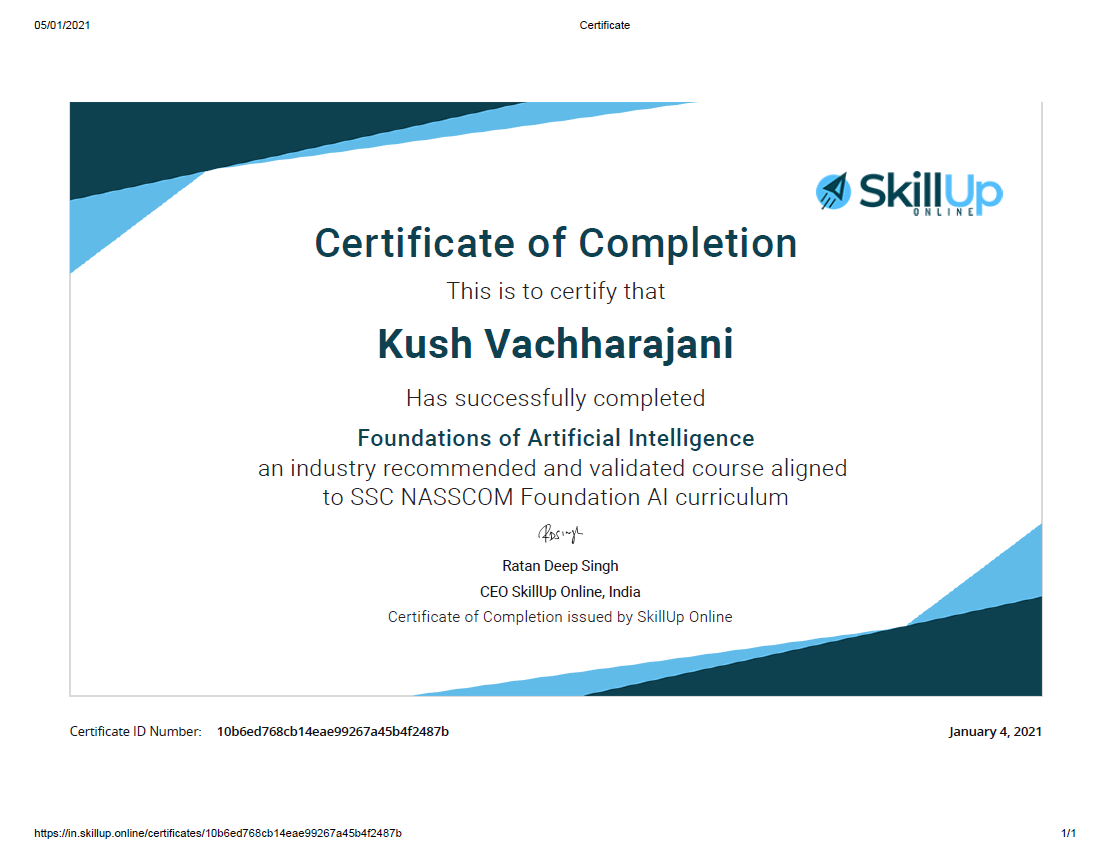 05/01/2021
Certificate
SkillUp
ONLINE
Certificate of Completion
This is to certify that
Kush Vachharajani
Has successfully completed
Foundations of Artificial Intelligence
an industry recommended and validated course aligned
to SSC NASSCOM Foundation AI curriculum
RDSingh
Ratan Deep Singh
CEO SkillUp Online, India
Certificate of Completion issued by SkillUp Online
Certificate ID Number: 10b6ed768cb14eae99267a45b4f2487b
January 4, 2021
https://in.skillup.online/certificates/10b6ed768cb14eae99267a45b4f2487b
1/1